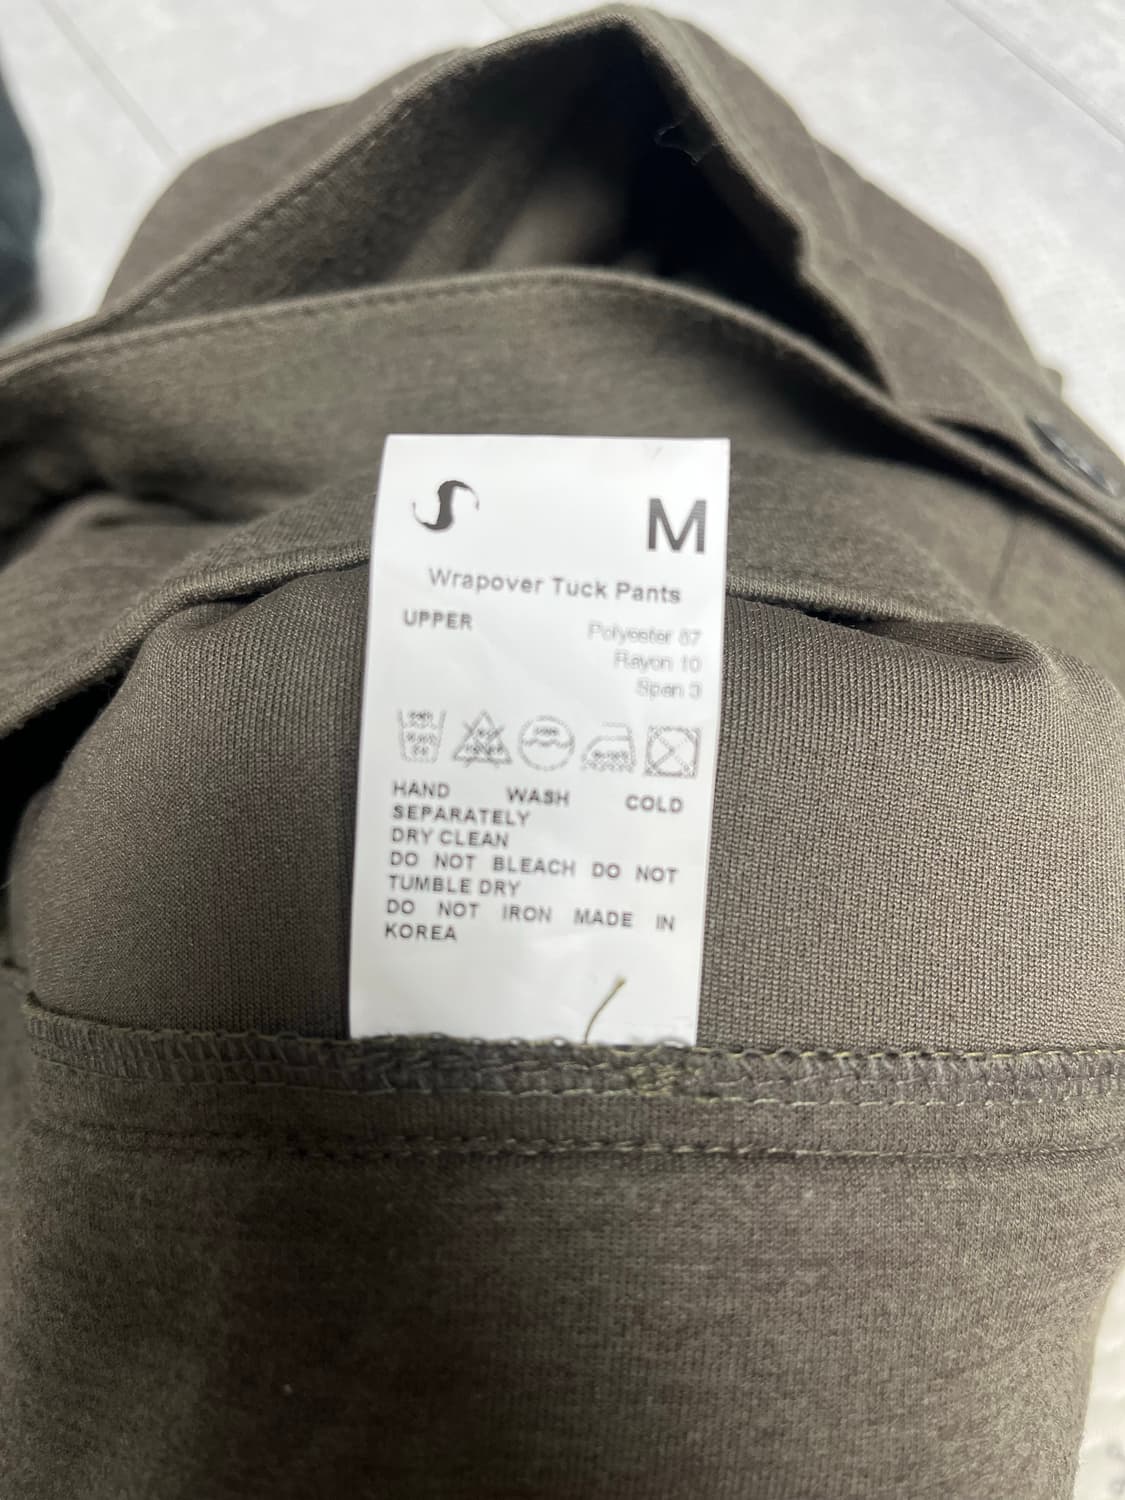 M
Wrapover Tuck Pants
UPPER
Polyester 87
Rayon 10
Span 3
HAND WASH COLD
SEPARATELY
DRY CLEAN
DO NOT BLEACH DO NOT
TUMBLE DRY
DO NOT IRON MADE IN
KOREA